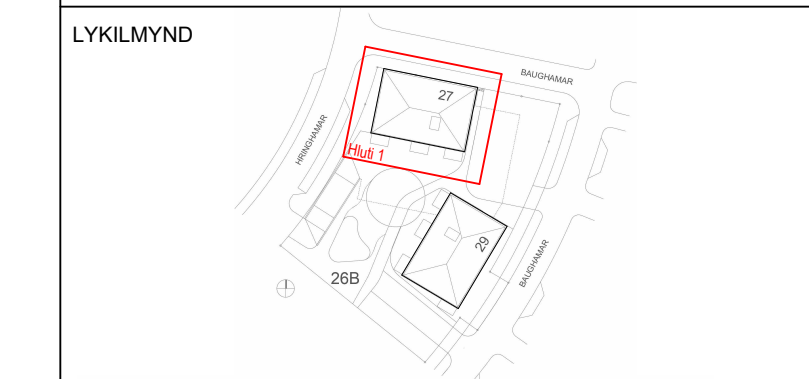 LYKILMYND
BAUGHAMAR
27
HRINGHAMAR
Hluti 1
29
BAUGHAMAR
26B